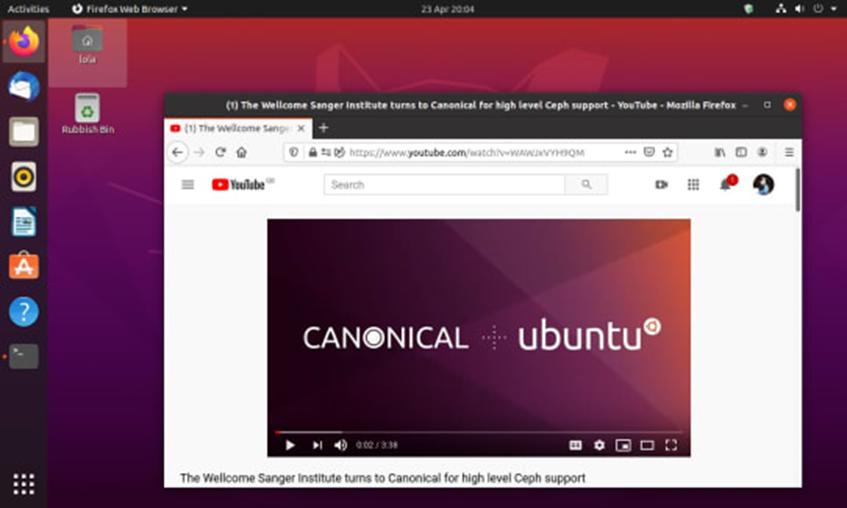 Activities
Firefox Web Browser
23 Apr 20:04
lola
Rubbish Bin
(1) The Wellcome Sanger Institute turns to Canonical for high level Ceph support - YouTube - Mozilla Firefox
(1) The Wellcome Sange
https://www.youtube.com/watch?v=WAWJxVYH9QM
YouTube GB
Search
1
CANONICAL ubuntu
0:02 / 3:38
The Wellcome Sanger Institute turns to Canonical for high level Ceph support